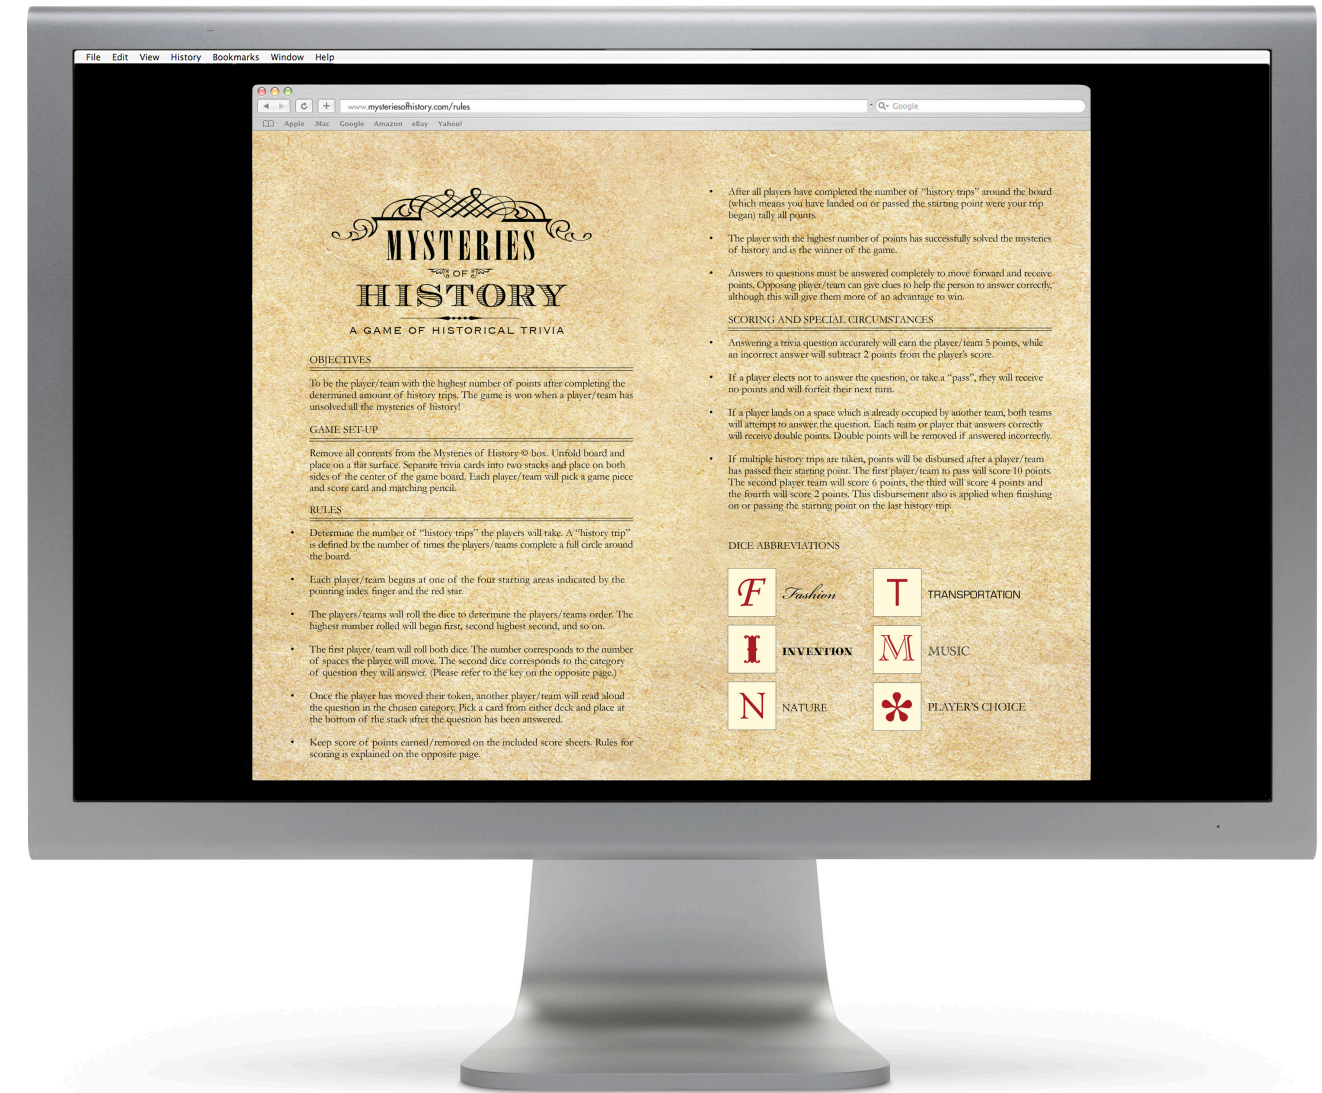 File Edit View History Bookmarks Window Help
www.mysteriesofhistory.com/rules
Google
Apple .Mac Google Amazon eBay Yahoo!
MYSTERIES
OF
HISTORY
A GAME OF HISTORICAL TRIVIA
OBJECTIVES
To be the player/team with the highest number of points after completing the
determined amount of history trips. The game is won when a player/team has
unsolved all the mysteries of history!
GAME SET-UP
Remove all contents from the Mysteries of History © box. Unfold board and
place on a flat surface. Separate trivia cards into two stacks and place on both
sides of the center of the game board. Each player/team will pick a game piece
and score card and matching pencil.
RULES
• Determine the number of “history trips” the players will take. A “history trip”
is defined by the number of times the players/teams complete a full circle around
the board.
• Each player/team begins at one of the four starting areas indicated by the
pointing index finger and the red star.
• The players/teams will roll the dice to determine the players/teams order. The
highest number rolled will begin first, second highest second, and so on.
• The first player/team will roll both dice. The number corresponds to the number
of spaces the player will move. The second dice corresponds to the category
of question they will answer. (Please refer to the key on the opposite page.)
• Once the player has moved their token, another player/team will read aloud
the question in the chosen category. Pick a card from either deck and place at
the bottom of the stack after the question has been answered.
• Keep score of points earned/removed on the included score sheets. Rules for
scoring is explained on the opposite page.
• After all players have completed the number of “history trips” around the board
(which means you have landed on or passed the starting point were your trip
began) tally all points.
• The player with the highest number of points has successfully solved the mysteries
of history and is the winner of the game.
• Answers to questions must be answered completely to move forward and receive
points. Opposing player/team can give clues to help the person to answer correctly,
although this will give them more of an advantage to win.
SCORING AND SPECIAL CIRCUMSTANCES
• Answering a trivia question accurately will earn the player/team 5 points, while
an incorrect answer will subtract 2 points from the player’s score.
• If a player elects not to answer the question, or take a “pass”, they will receive
no points and will forfeit their next turn.
• If a player lands on a space which is already occupied by another team, both teams
will attempt to answer the question. Each team or player that answers correctly
will receive double points. Double points will be removed if answered incorrectly.
• If multiple history trips are taken, points will be disbursed after a player/team
has passed their starting point. The first player/team to pass will score 10 points.
The second player team will score 6 points, the third will score 4 points and
the fourth will score 2 points. This disbursement also is applied when finishing
on or passing the starting point on the last history trip.
DICE ABBREVIATIONS
F Fashion T TRANSPORTATION
I INVENTION M MUSIC
N NATURE * PLAYER’S CHOICE